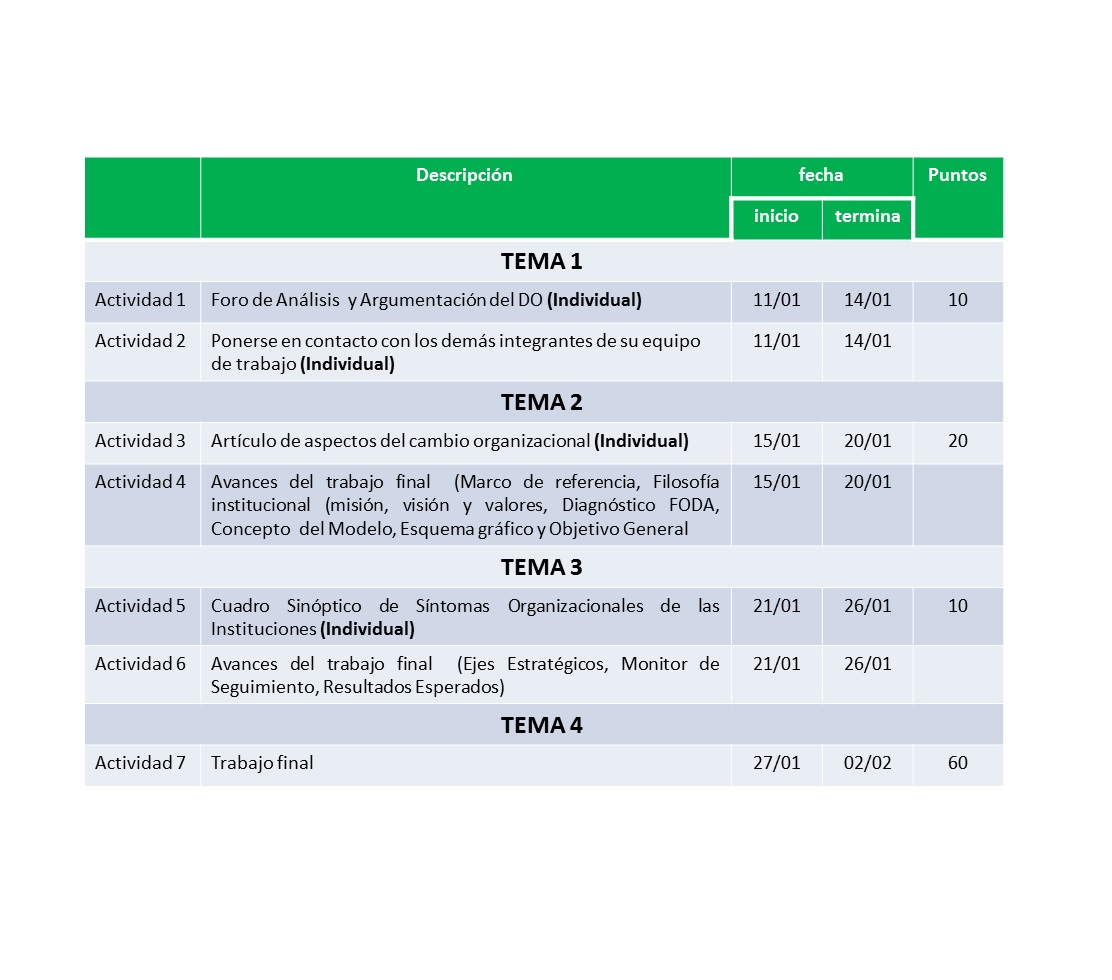 Descripción fecha Puntos
inicio termina
TEMA 1
Actividad 1 Foro de Análisis y Argumentación del DO (Individual) 11/01 14/01 10
Actividad 2 Ponerse en contacto con los demás integrantes de su equipo 11/01 14/01
de trabajo (Individual)
TEMA 2
Actividad 3 Artículo de aspectos del cambio organizacional (Individual) 15/01 20/01 20
Actividad 4 Avances del trabajo final (Marco de referencia, Filosofía 15/01 20/01
institucional (misión, visión y valores, Diagnóstico FODA,
Concepto del Modelo, Esquema gráfico y Objetivo General
TEMA 3
Actividad 5 Cuadro Sinóptico de Síntomas Organizacionales de las 21/01 26/01 10
Instituciones (Individual)
Actividad 6 Avances del trabajo final (Ejes Estratégicos, Monitor de 21/01 26/01
Seguimiento, Resultados Esperados)
TEMA 4
Actividad 7 Trabajo final 27/01 02/02 60